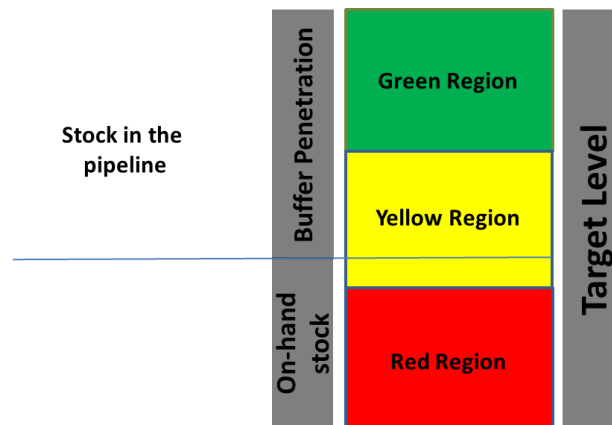 Stock in the
pipeline
Buffer Penetration
On-hand
stock
Green Region
Yellow Region
Red Region
Target Level